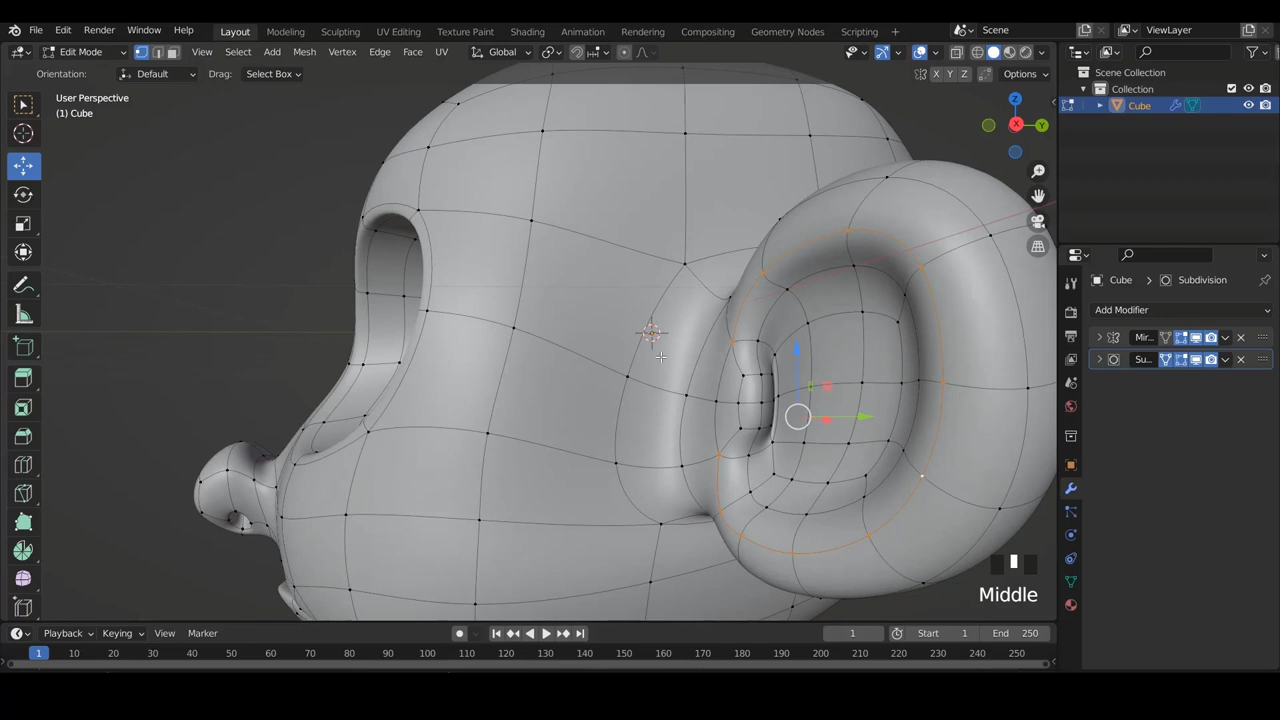 File Edit Render Window Help Layout Modeling Sculpting UV Editing Texture Paint Shading Animation Rendering Compositing Geometry Nodes Scripting + Scene ViewLayer
Edit Mode View Select Add Mesh Vertex Edge Face UV Global
Orientation: Default Drag: Select Box X Y Z Options
Scene Collection
Collection
Cube
User Perspective
(1) Cube
Z
X
Y
Cube > Subdivision
Add Modifier
Mir...
Su...
Middle
Playback Keying View Marker 1 Start 1 End 250
1 10 20 30 40 50 60 70 80 90 100 110 120 130 140 150 160 170 180 190 200 210 220 230 240 250